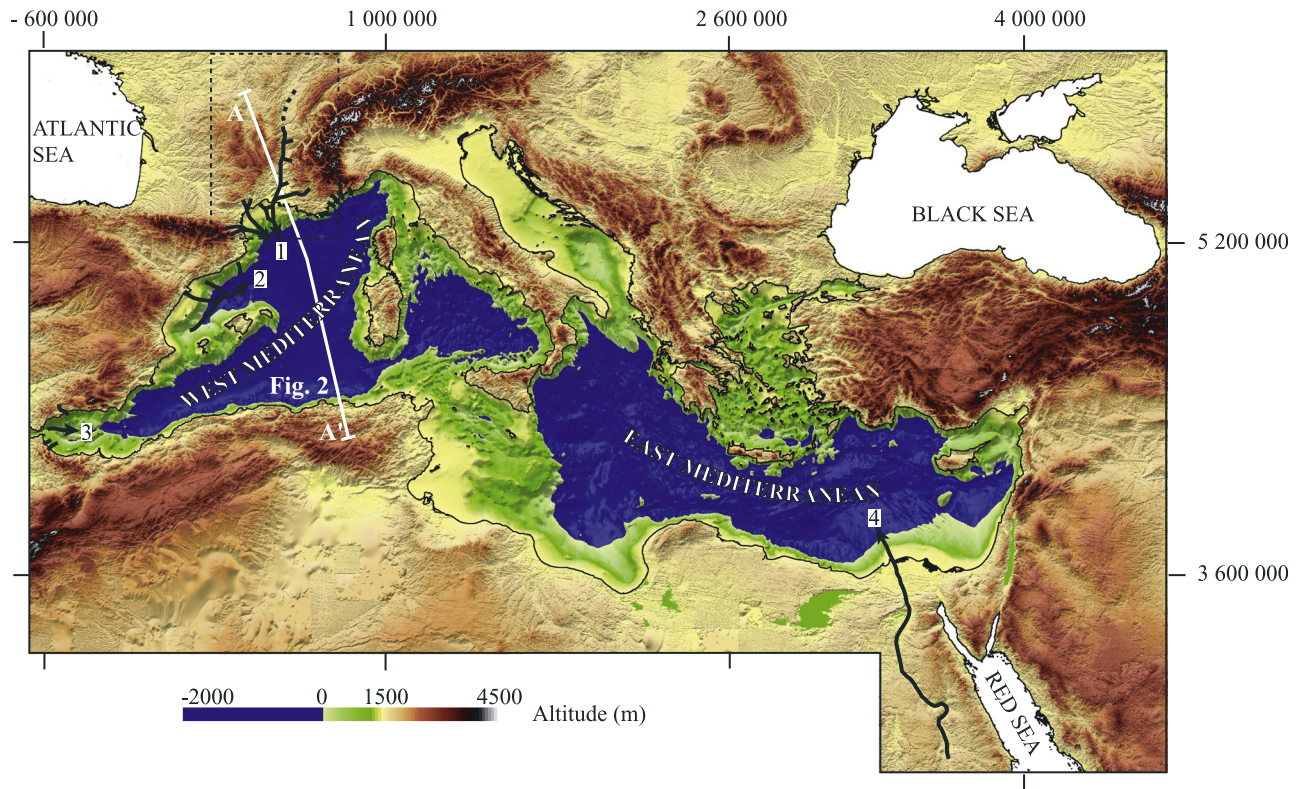 - 600 000
1 000 000
2 600 000
4 000 000
ATLANTIC
SEA
A
BLACK SEA
1
5 200 000
2
WEST MEDITERRANEAN
Fig. 2
3
A'
EAST MEDITERRANEAN
4
3 600 000
RED SEA
-2000
0
1500
4500
Altitude (m)